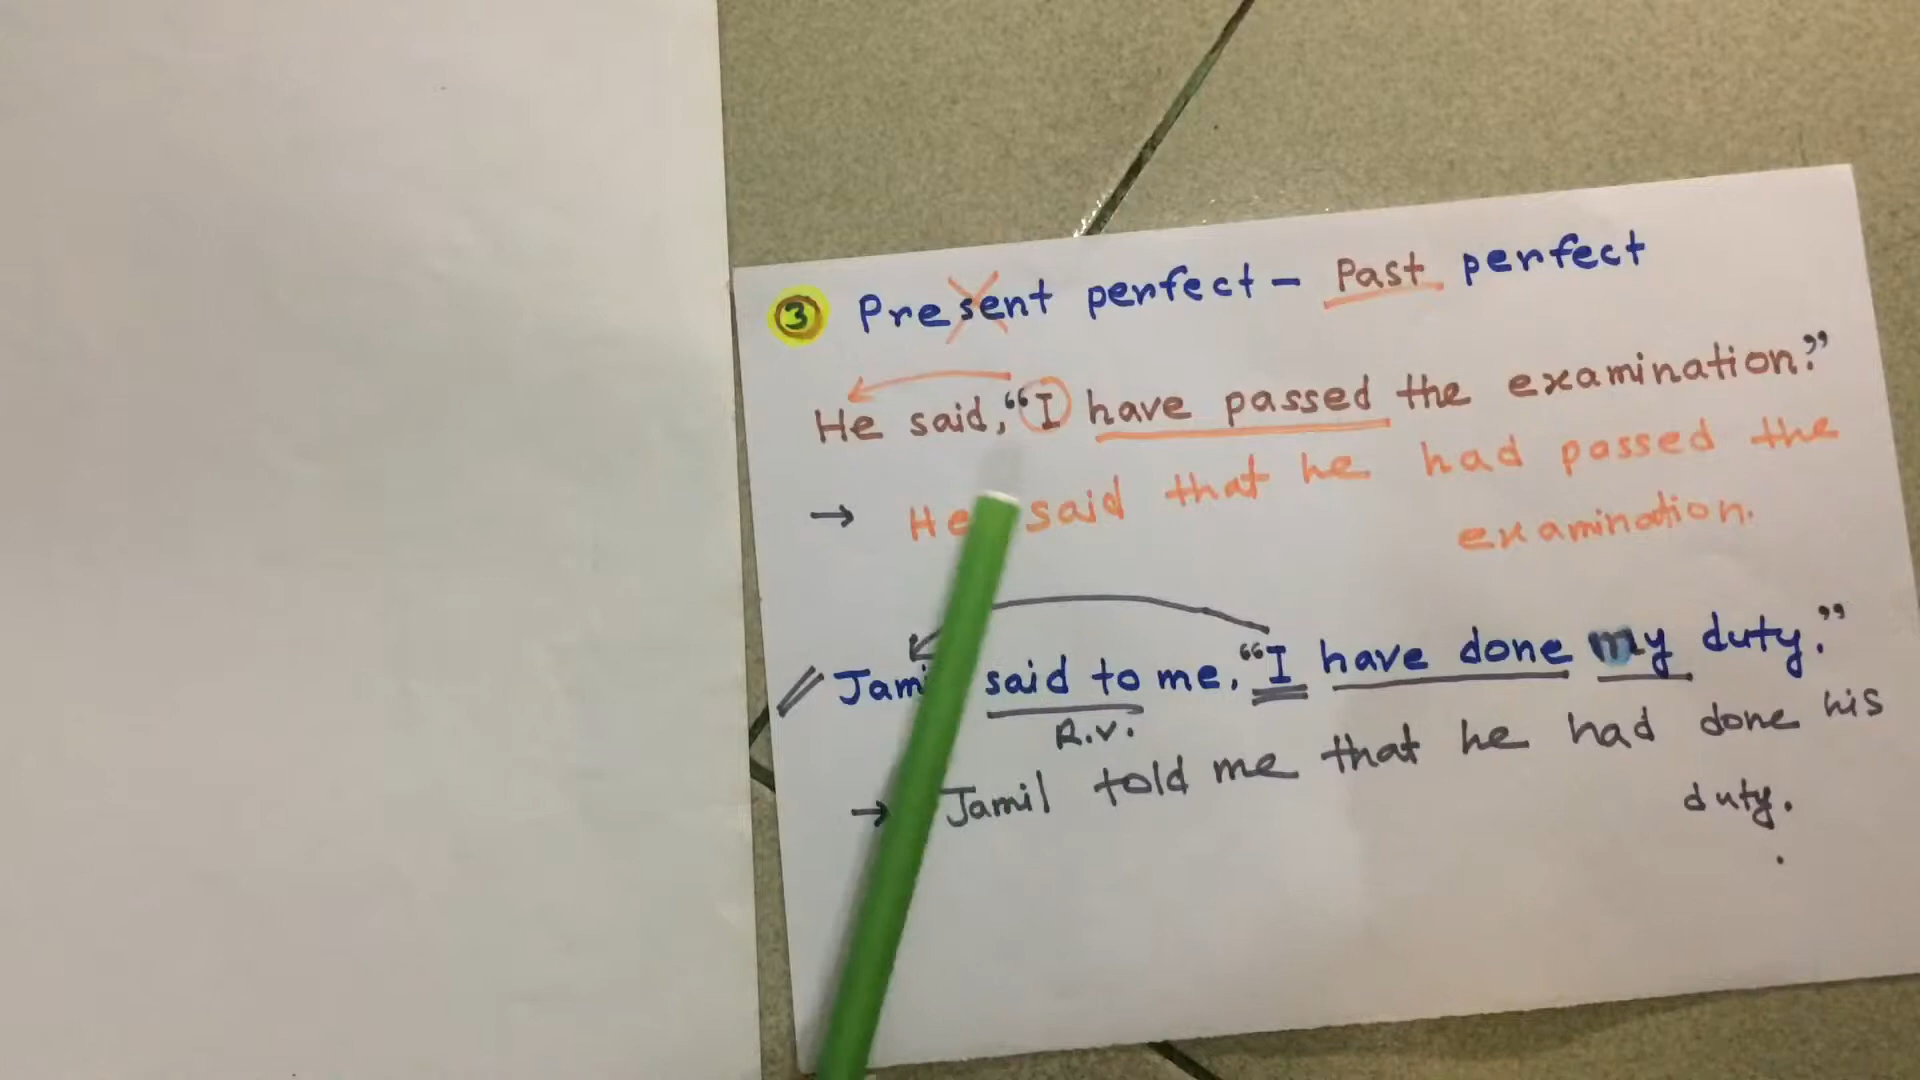 3 Present perfect - Past perfect
He said, "I have passed the examination."
→ He said that he had passed the
examination.
Jamil said to me, "I have done my duty."
R.V.
→ Jamil told me that he had done his
duty.